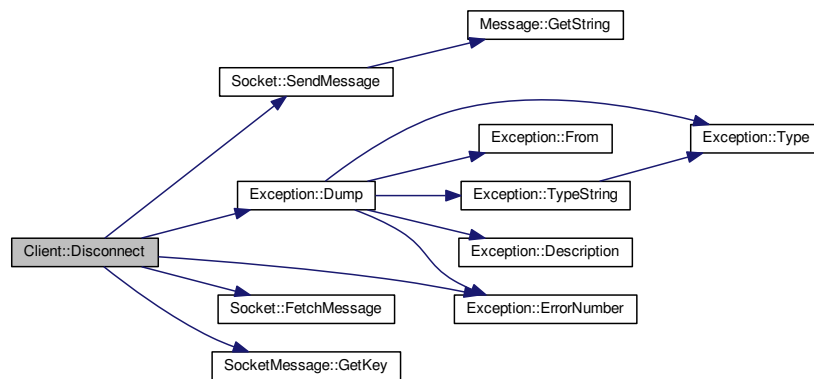 Message::GetString
Socket::SendMessage
Exception::From
Exception::Type
Exception::Dump
Exception::TypeString
Client::Disconnect
Exception::Description
Socket::FetchMessage
Exception::ErrorNumber
SocketMessage::GetKey